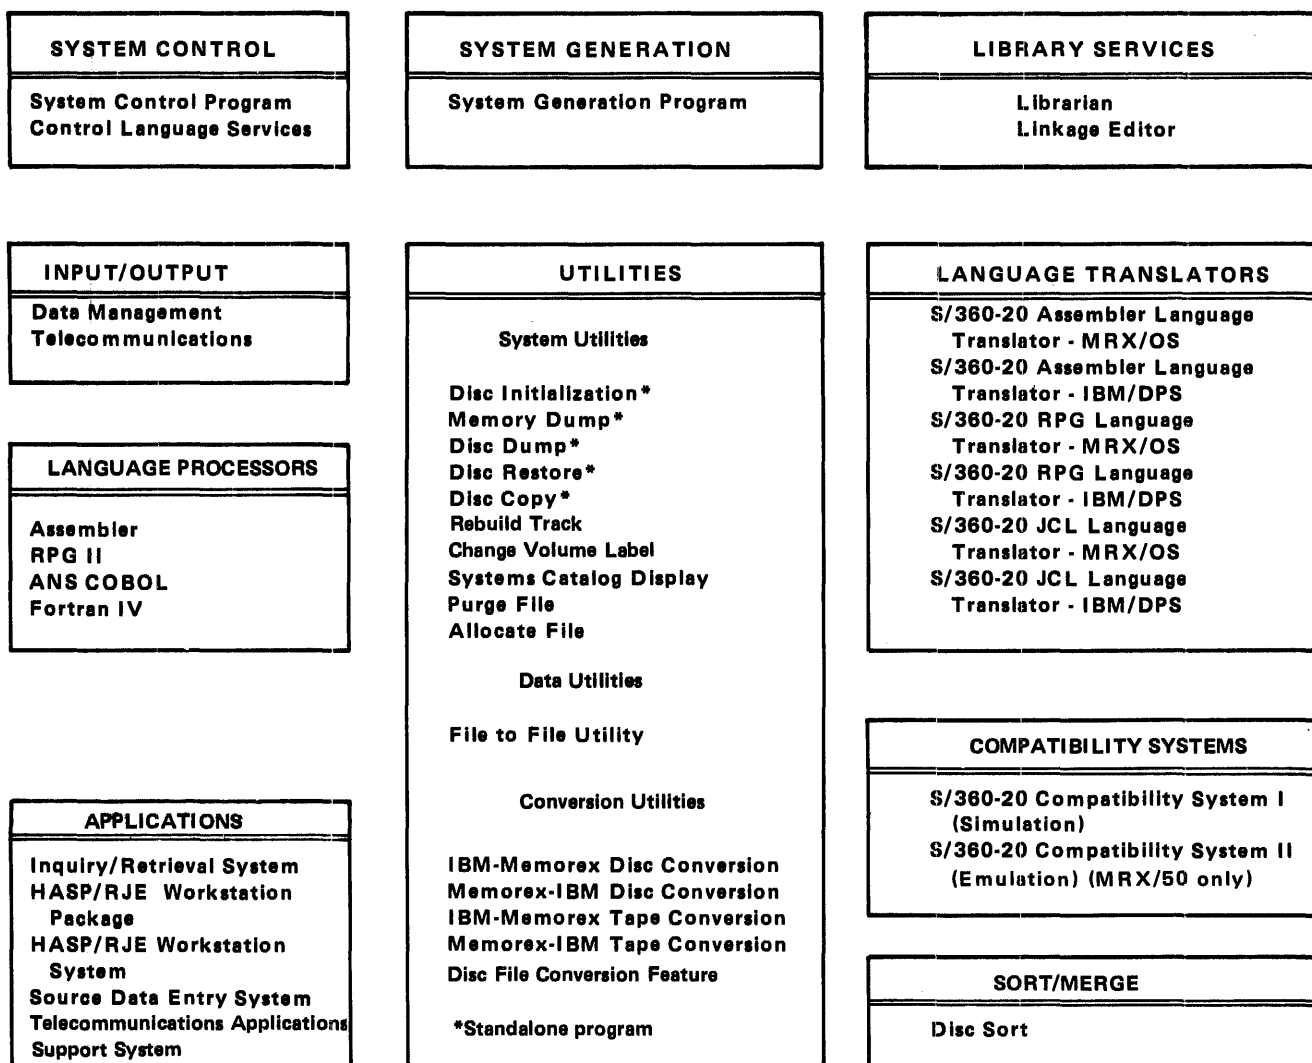 SYSTEM CONTROL
System Control Program
Control Language Services
SYSTEM GENERATION
System Generation Program
LIBRARY SERVICES
Librarian
Linkage Editor
INPUT/OUTPUT
Data Management
Telecommunications
LANGUAGE PROCESSORS
Assembler
RPG II
ANS COBOL
Fortran IV
APPLICATIONS
Inquiry/Retrieval System
HASP/RJE Workstation
Package
HASP/RJE Workstation
System
Source Data Entry System
Telecommunications Applications
Support System
UTILITIES
System Utilities
Disc Initialization*
Memory Dump*
Disc Dump*
Disc Restore*
Disc Copy*
Rebuild Track
Change Volume Label
Systems Catalog Display
Purge File
Allocate File
Data Utilities
File to File Utility
Conversion Utilities
IBM-Memorex Disc Conversion
Memorex-IBM Disc Conversion
IBM-Memorex Tape Conversion
Memorex-IBM Tape Conversion
Disc File Conversion Feature
*Standalone program
LANGUAGE TRANSLATORS
S/360-20 Assembler Language
Translator - MRX/OS
S/360-20 Assembler Language
Translator - IBM/DPS
S/360-20 RPG Language
Translator - MRX/OS
S/360-20 RPG Language
Translator - IBM/DPS
S/360-20 JCL Language
Translator - MRX/OS
S/360-20 JCL Language
Translator - IBM/DPS
COMPATIBILITY SYSTEMS
S/360-20 Compatibility System I
(Simulation)
S/360-20 Compatibility System II
(Emulation) (MRX/50 only)
SORT/MERGE
Disc Sort